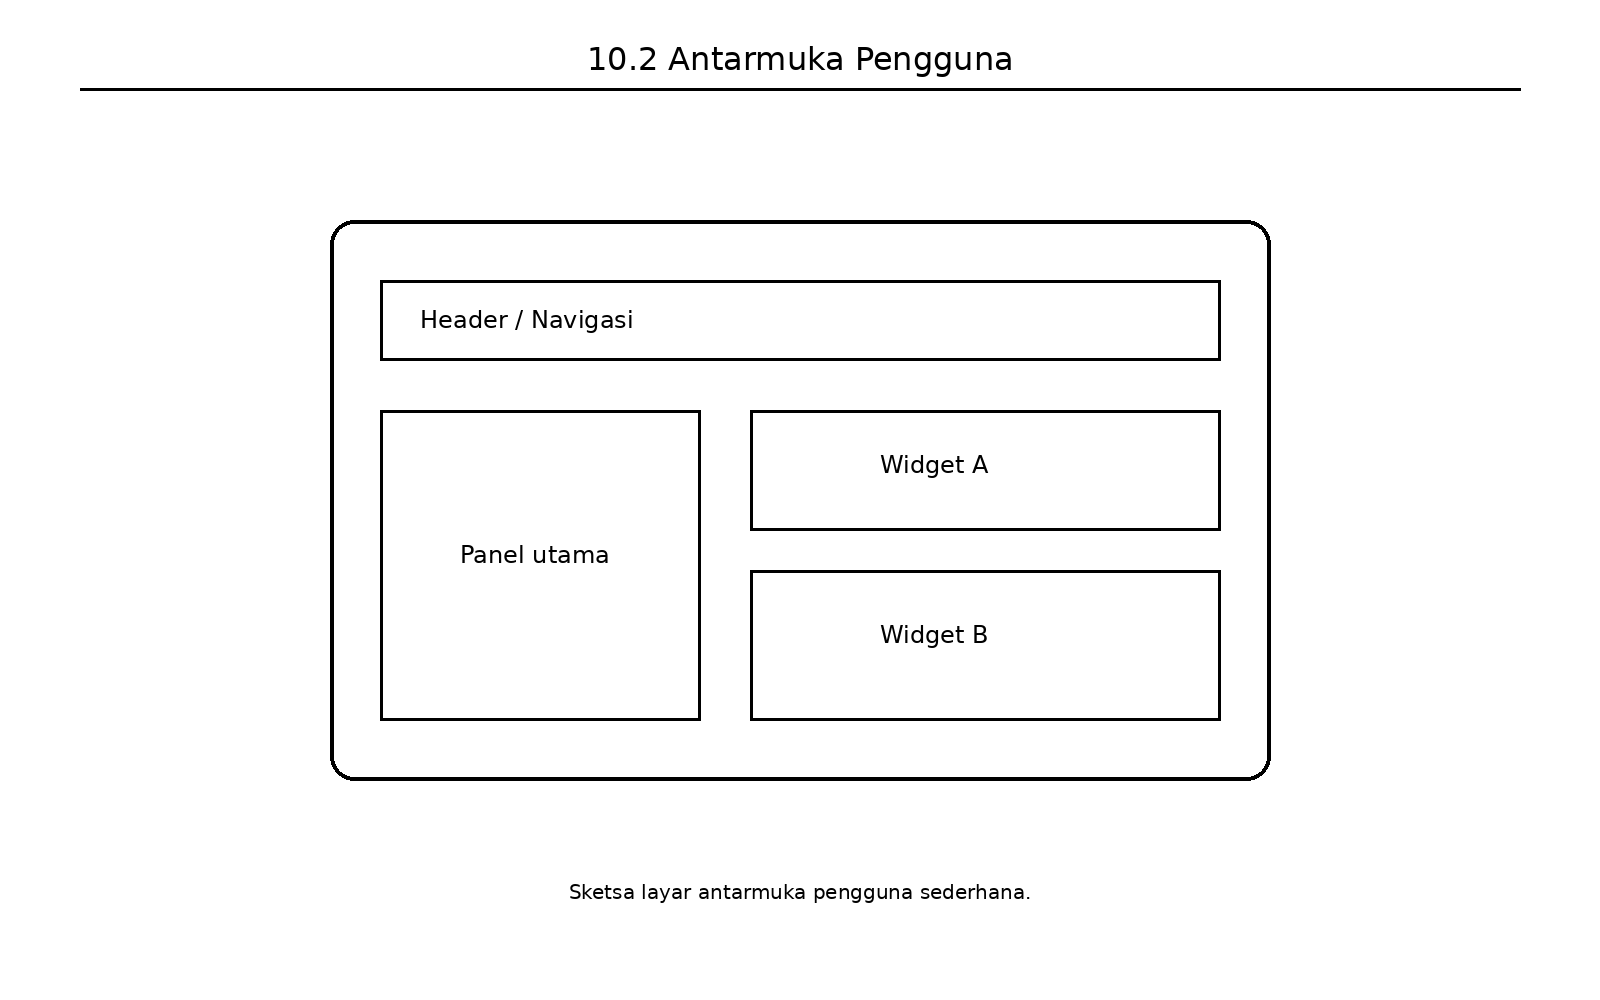 10.2 Antarmuka Pengguna
Header / Navigasi
Panel utama
Widget A
Widget B
Sketsa layar antarmuka pengguna sederhana.